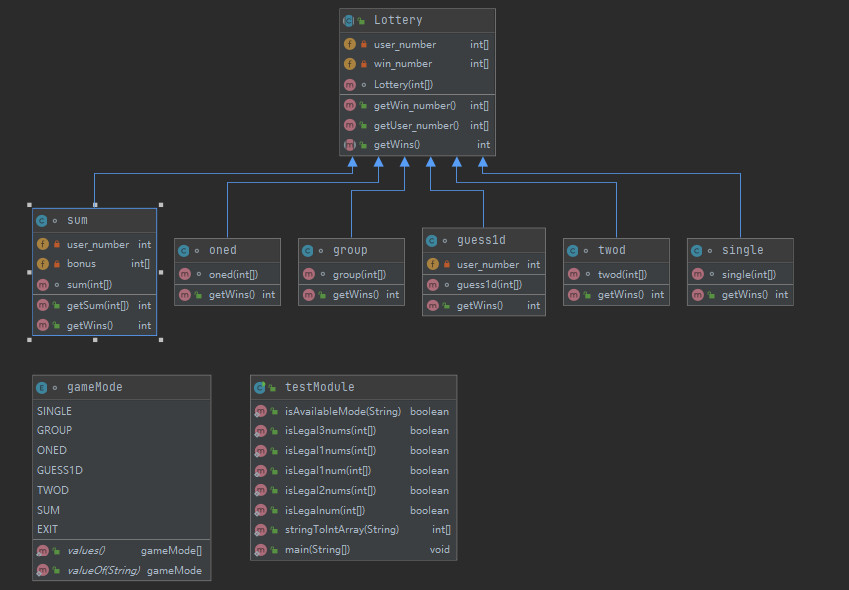 Lottery
user_number int[]
win_number int[]
Lottery(int[])
getWin_number() int[]
getUser_number() int[]
getWins() int
sum
user_number int
bonus int[]
sum(int[])
getSum(int[]) int
getWins() int
oned
oned(int[])
getWins() int
group
group(int[])
getWins() int
guess1d
user_number int
guess1d(int[])
getWins() int
twod
twod(int[])
getWins() int
single
single(int[])
getWins() int
gameMode
SINGLE
GROUP
ONED
GUESS1D
TWOD
SUM
EXIT
values() gameMode[]
valueOf(String) gameMode
testModule
isAvailableMode(String) boolean
isLegal3nums(int[]) boolean
isLegal1nums(int[]) boolean
isLegal1num(int[]) boolean
isLegal2nums(int[]) boolean
isLegalnum(int[]) boolean
stringToIntArray(String) int[]
main(String[]) void